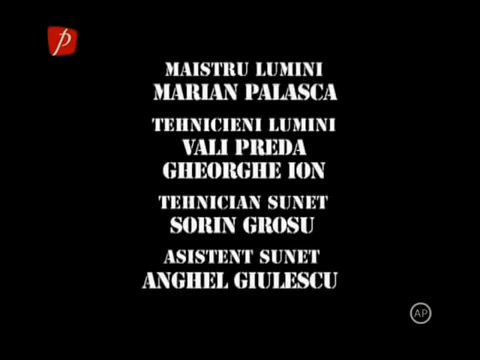 p
MAISTRU LUMINI
MARIAN PALASCA
TEHNICIENI LUMINI
VALI PREDA
GHEORGHE ION
TEHNICIAN SUNET
SORIN GROSU
ASISTENT SUNET
ANGHEL GIULESCU
AP